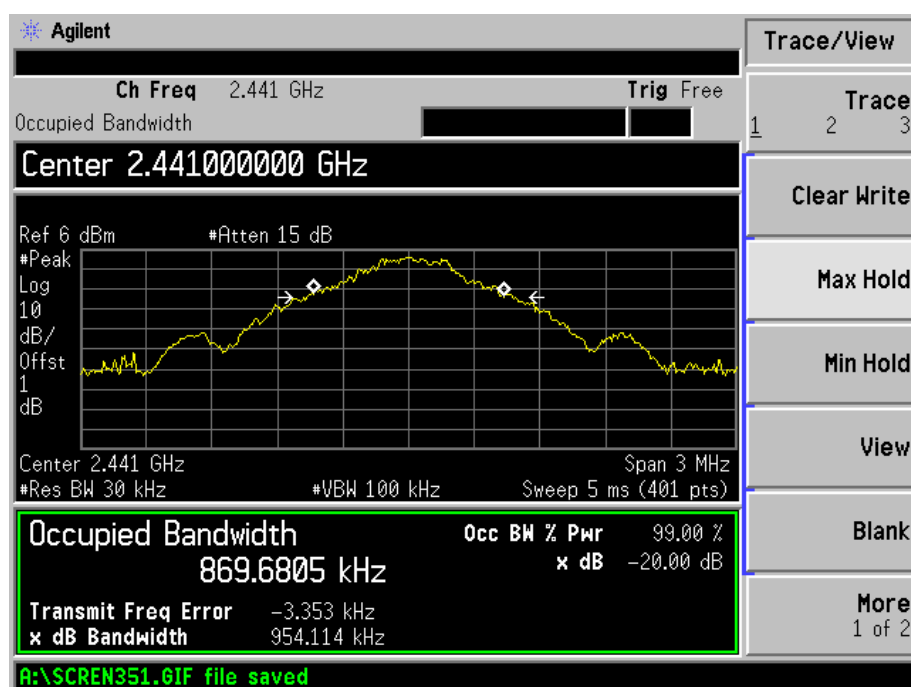 Agilent
Trace/View
Ch Freq 2.441 GHz Trig Free
Occupied Bandwidth
Trace
1 2 3
Center 2.441000000 GHz
Clear Write
Ref 6 dBm #Atten 15 dB
#Peak
Log
10
dB/
Offst
1
dB
Max Hold
Min Hold
Center 2.441 GHz Span 3 MHz
#Res BW 30 kHz #VBW 100 kHz Sweep 5 ms (401 pts)
View
Occupied Bandwidth
869.6805 kHz
Occ BW % Pwr 99.00 %
x dB -20.00 dB
Blank
Transmit Freq Error -3.353 kHz
x dB Bandwidth 954.114 kHz
More
1 of 2
A:\SCREN351.GIF file saved